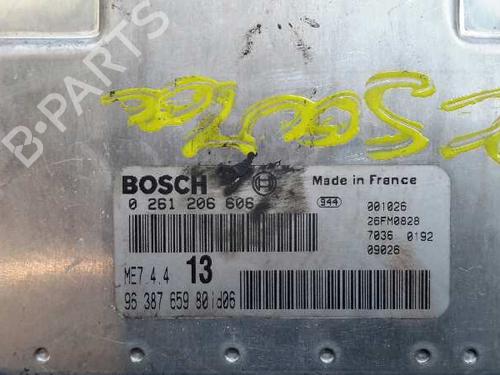 B-PARTS
BOSCH
Made in France
0 261 206 606
944
001026
26FM0828
7036 0192
09026
ME7.4.4 13
96 387 659 80 id06